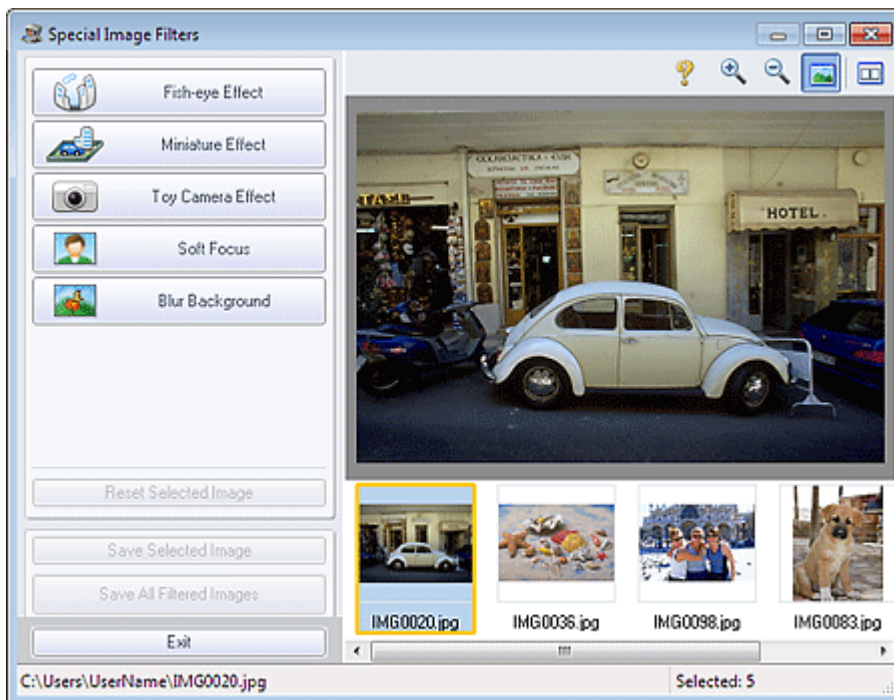 Special Image Filters
Fish-eye Effect
Miniature Effect
Toy Camera Effect
Soft Focus
Blur Background
Reset Selected Image
Save Selected Image
Save All Filtered Images
Exit
HOTEL
IMG0020.jpg
IMG0036.jpg
IMG0098.jpg
IMG0083.jpg
C:\Users\UserName\IMG0020.jpg
Selected: 5